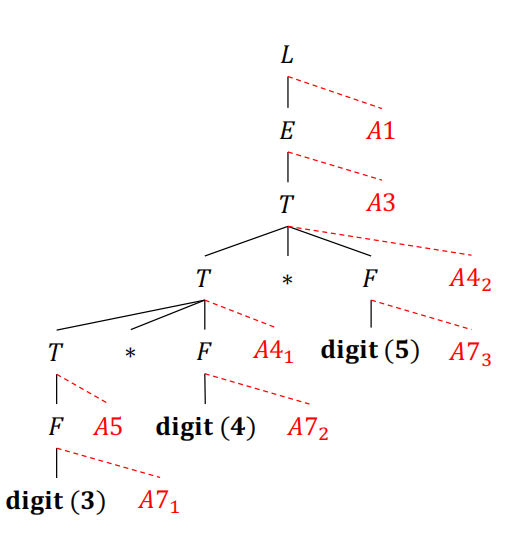 L
E A1
T A3
T * F A4₂
T * F A4₁ digit (5) A7₃
F A5 digit (4) A7₂
digit (3) A7₁